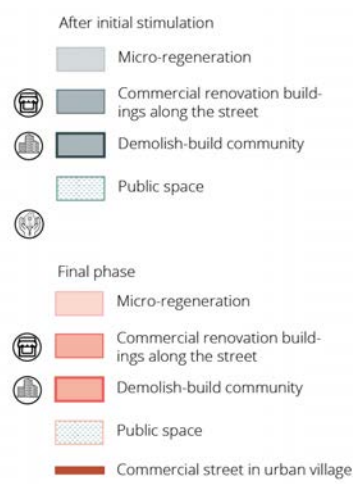 After initial stimulation
Micro-regeneration
Commercial renovation build-
ings along the street
Demolish-build community
Public space
Final phase
Micro-regeneration
Commercial renovation build-
ings along the street
Demolish-build community
Public space
Commercial street in urban village